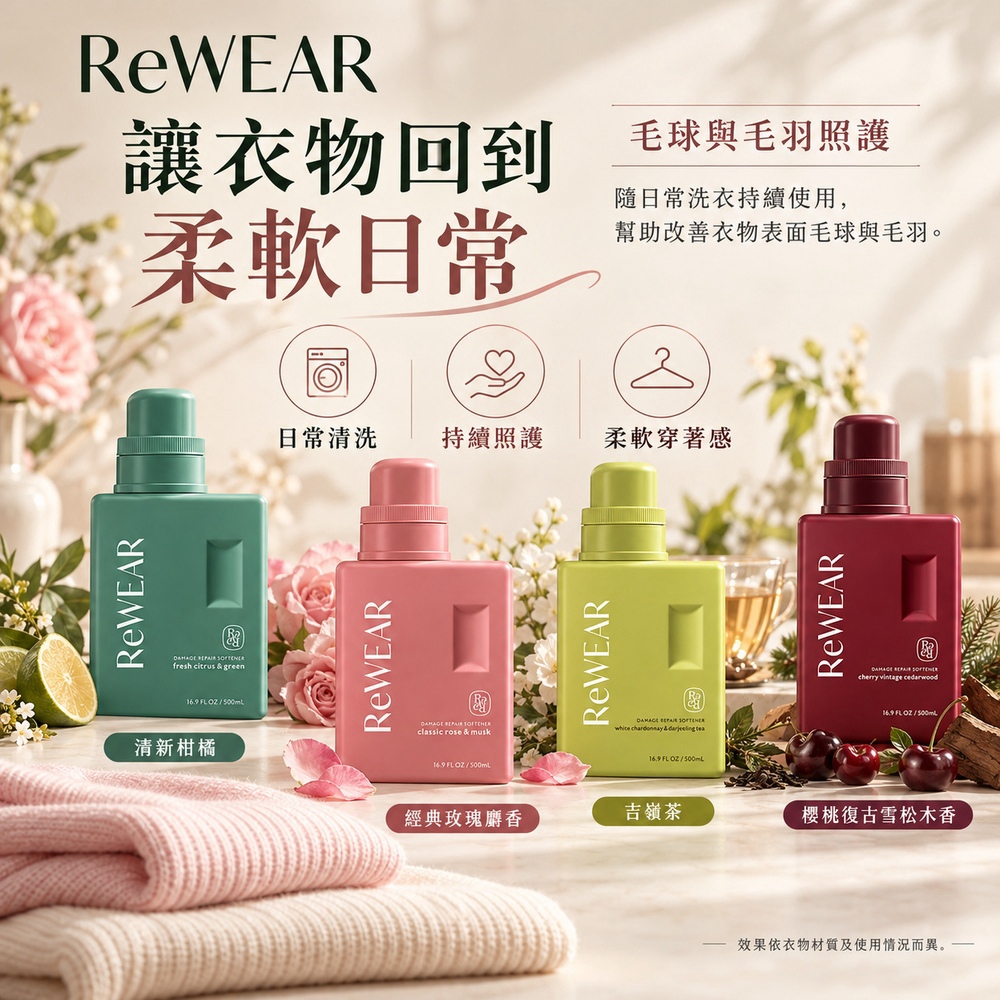 ReWEAR
讓衣物回到
柔軟日常
毛球與毛羽照護
隨日常洗衣持續使用，
幫助改善衣物表面毛球與毛羽。
日常清洗
持續照護
柔軟穿著感
ReWEAR
DAMAGE REPAIR SOFTENER
fresh citrus & green
16.9 FL OZ / 500mL
清新柑橘
ReWEAR
DAMAGE REPAIR SOFTENER
classic rose & musk
16.9 FL OZ / 500mL
經典玫瑰麝香
ReWEAR
DAMAGE REPAIR SOFTENER
white chardonnay & darjeeling tea
16.9 FL OZ / 500mL
吉嶺茶
ReWEAR
DAMAGE REPAIR SOFTENER
cherry vintage cedarwood
16.9 FL OZ / 500mL
櫻桃復古雪松木香
效果依衣物材質及使用情況而異。